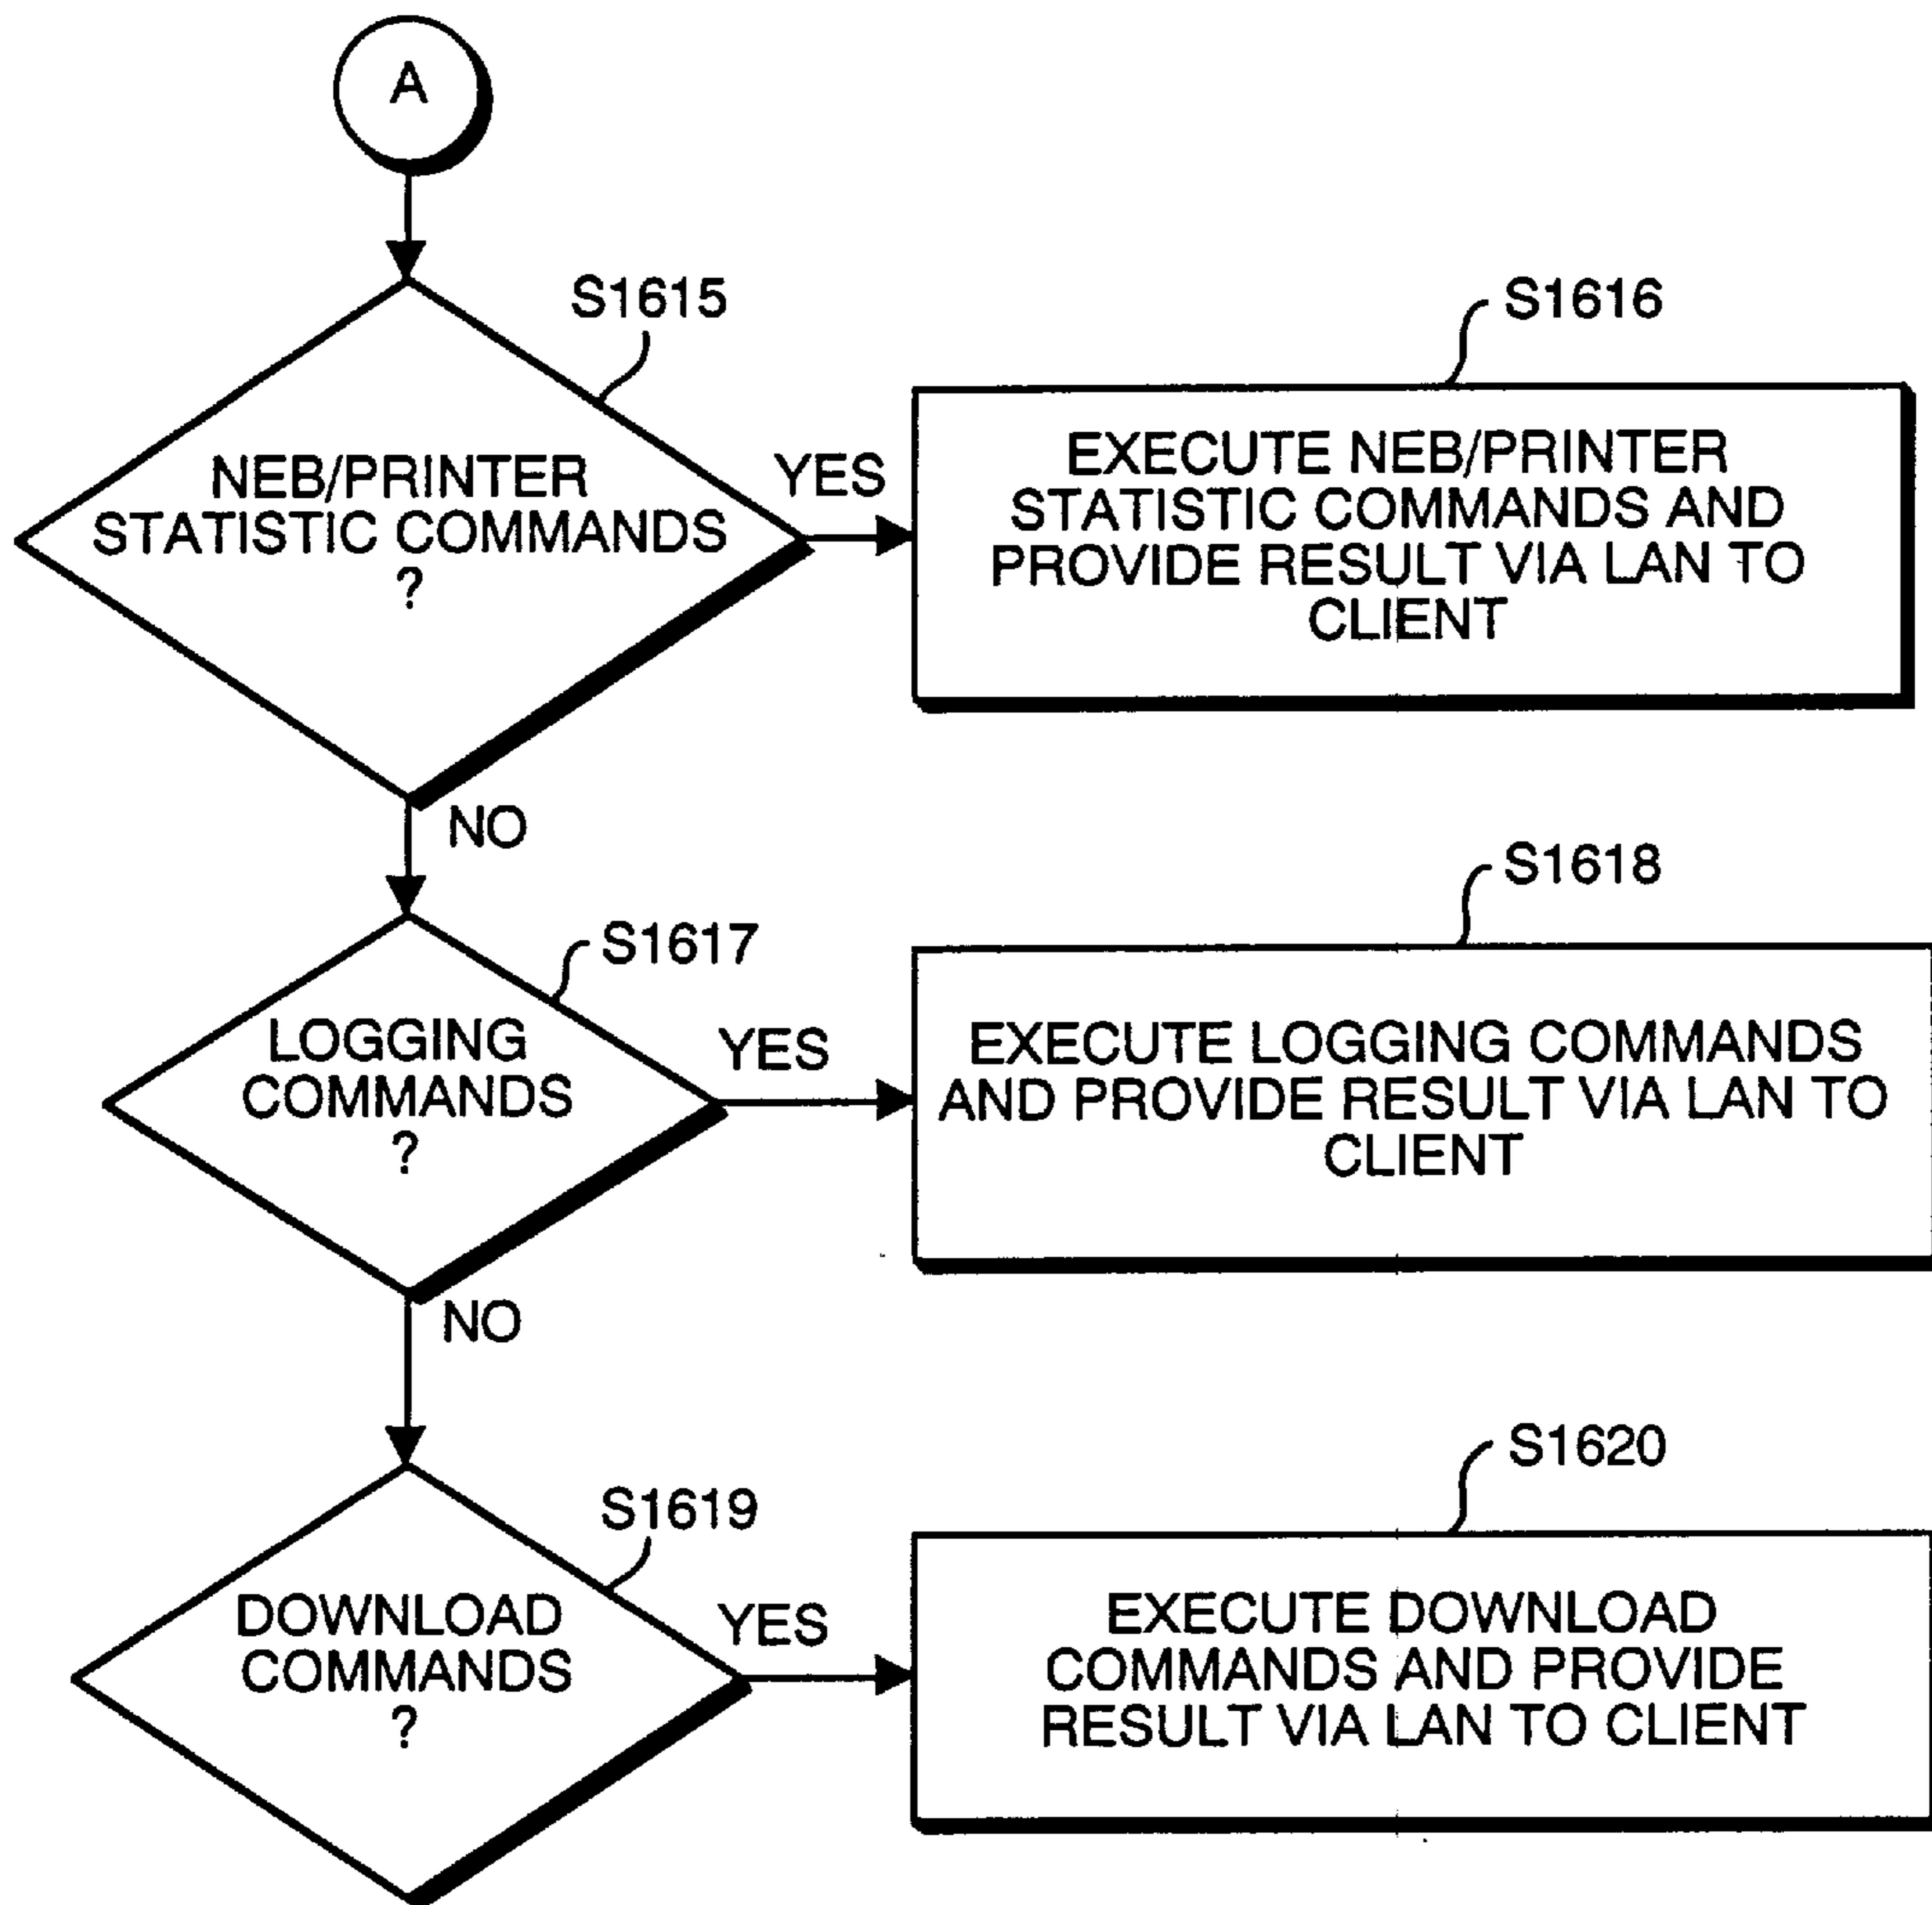 A
S1615
NEB/PRINTER
STATISTIC COMMANDS
?
YES
S1616
EXECUTE NEB/PRINTER
STATISTIC COMMANDS AND
PROVIDE RESULT VIA LAN TO
CLIENT
NO
S1617
LOGGING
COMMANDS
?
YES
S1618
EXECUTE LOGGING COMMANDS
AND PROVIDE RESULT VIA LAN TO
CLIENT
NO
S1619
DOWNLOAD
COMMANDS
?
YES
S1620
EXECUTE DOWNLOAD
COMMANDS AND PROVIDE
RESULT VIA LAN TO CLIENT